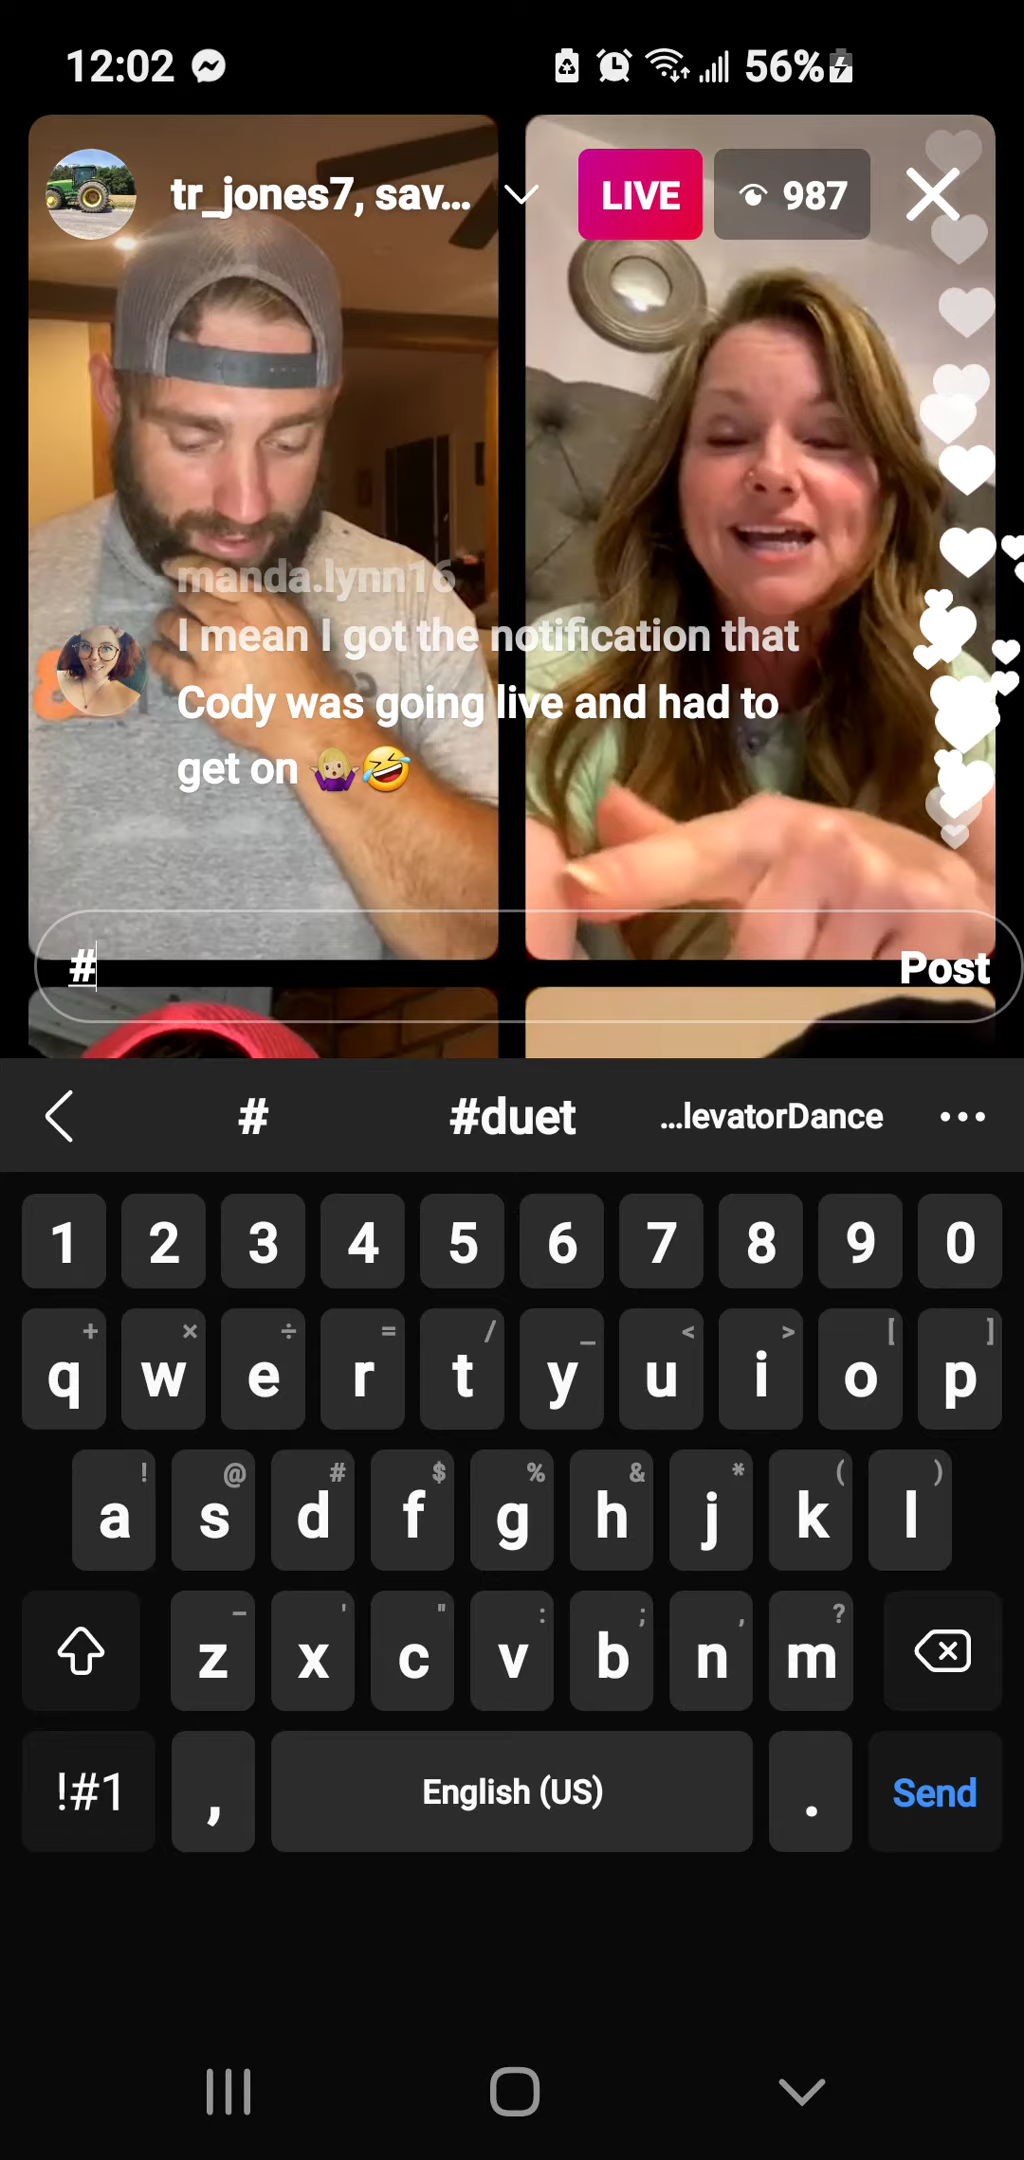 12:02 56%
tr_jones7, sav... LIVE 987
manda.lynn16
I mean I got the notification that
Cody was going live and had to
get on 🤷🏼‍♀️🤣
# Post
# #duet ...levatorDance ...
1 2 3 4 5 6 7 8 9 0
+ × ÷ = / _ < > [ ]
q w e r t y u i o p
! @ # $ % & * ( )
a s d f g h j k l
- ' " : ; , ?
z x c v b n m
!#1 , English (US) . Send